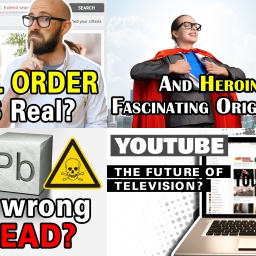 SEARCH
ORDER
Real?
AND HEROIN
FASCINATING ORIG
Pb
wrong
EAD?
YOUTUBE
THE FUTURE OF
TELEVISION?